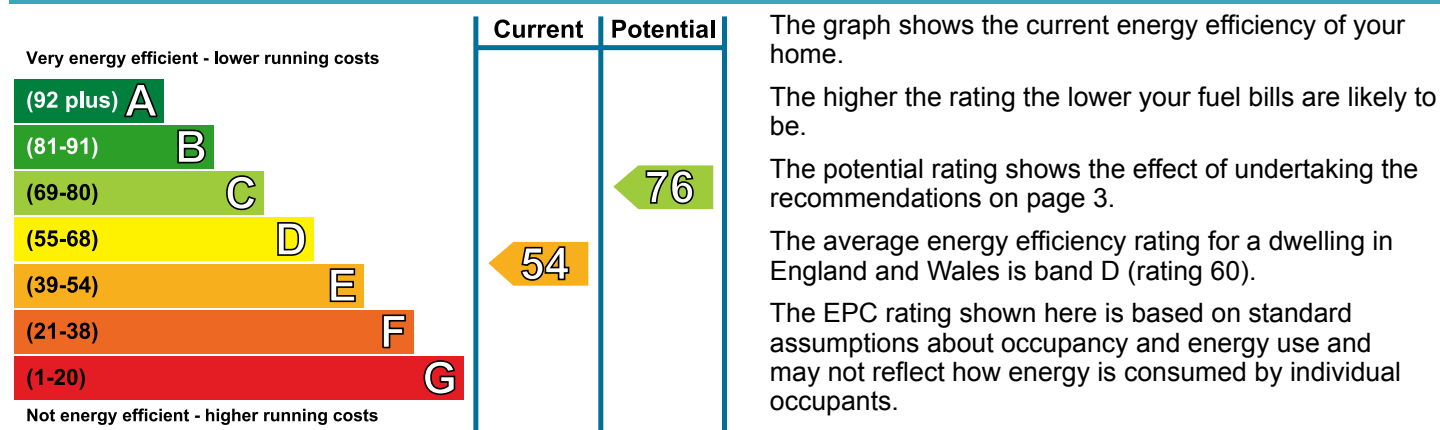 Current Potential
Very energy efficient - lower running costs
(92 plus) A
(81-91) B
(69-80) C
76
(55-68) D
54
(39-54) E
(21-38) F
(1-20) G
Not energy efficient - higher running costs
The graph shows the current energy efficiency of your
home.
The higher the rating the lower your fuel bills are likely to
be.
The potential rating shows the effect of undertaking the
recommendations on page 3.
The average energy efficiency rating for a dwelling in
England and Wales is band D (rating 60).
The EPC rating shown here is based on standard
assumptions about occupancy and energy use and
may not reflect how energy is consumed by individual
occupants.